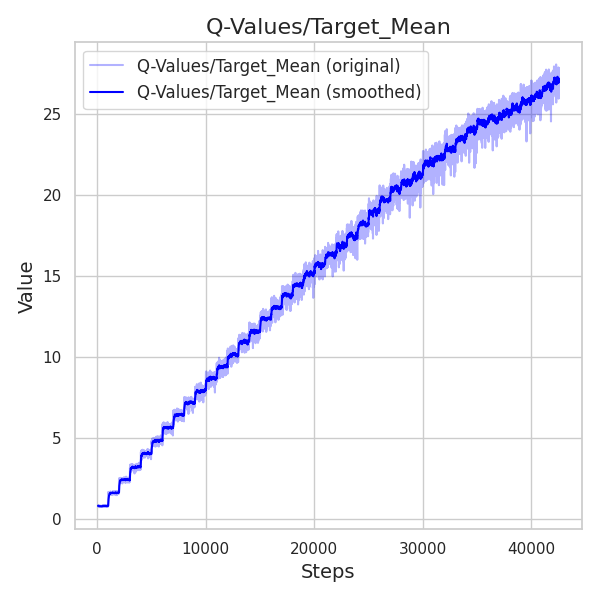 Q-Values/Target_Mean
Q-Values/Target_Mean (original)
Q-Values/Target_Mean (smoothed)
Value
25
20
15
10
5
0
0 10000 20000 30000 40000
Steps